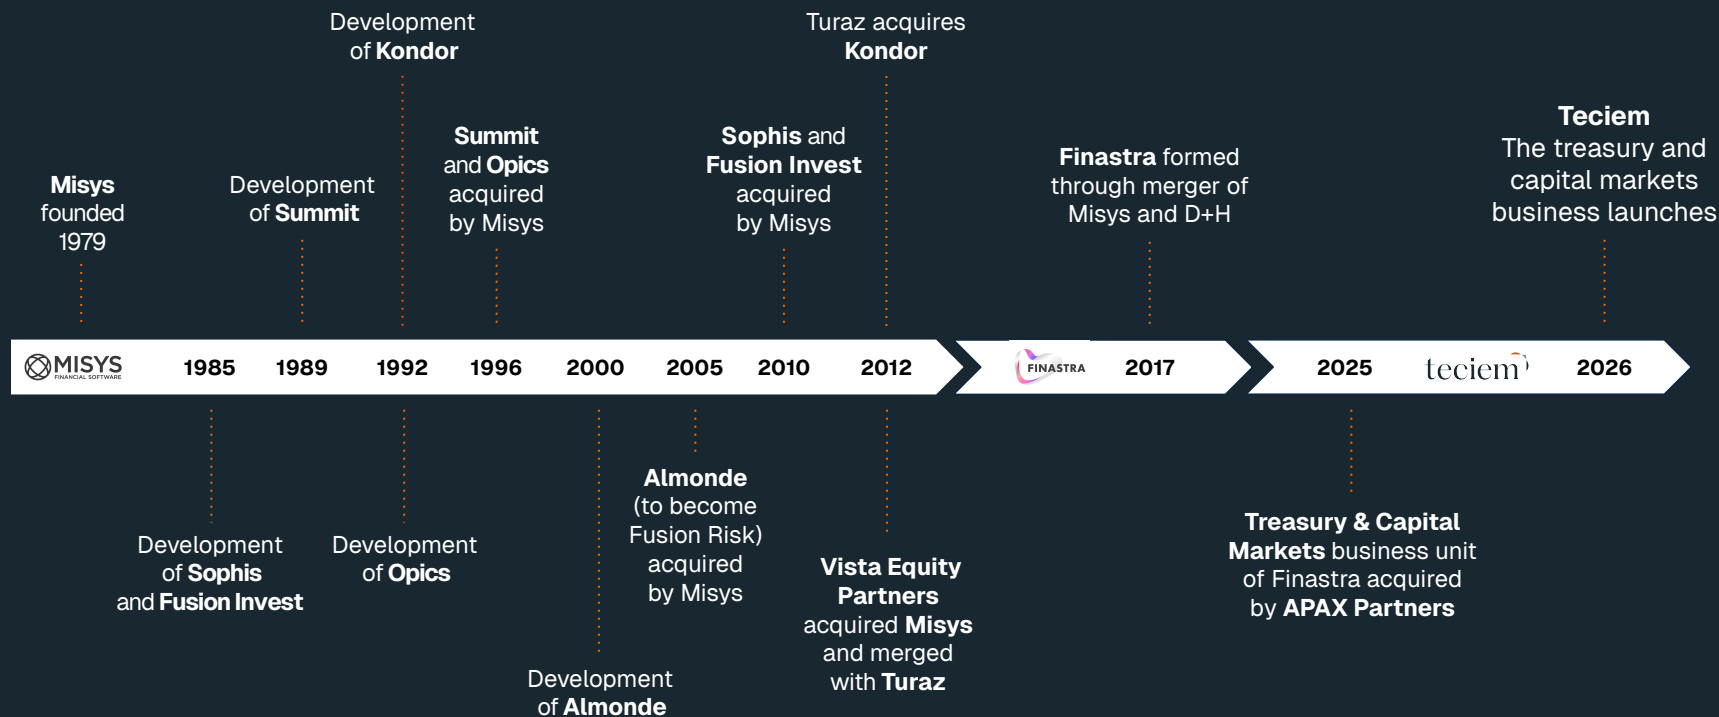 Development
of Kondor
Turaz acquires
Kondor
Misys
founded
1979
Development
of Summit
Summit
and Opics
acquired
by Misys
Sophis and
Fusion Invest
acquired
by Misys
Finastra formed
through merger of
Misys and D+H
Teciem
The treasury and
capital markets
business launches
MISYS
FINANCIAL SOFTWARE
1985
1989
1992
1996
2000
2005
2010
2012
FINASTRA
2017
2025
teciem
2026
Development
of Sophis
and Fusion Invest
Development
of Opics
Development
of Almonde
Almonde
(to become
Fusion Risk)
acquired
by Misys
Vista Equity
Partners
acquired Misys
and merged
with Turaz
Treasury & Capital
Markets business unit
of Finastra acquired
by APAX Partners